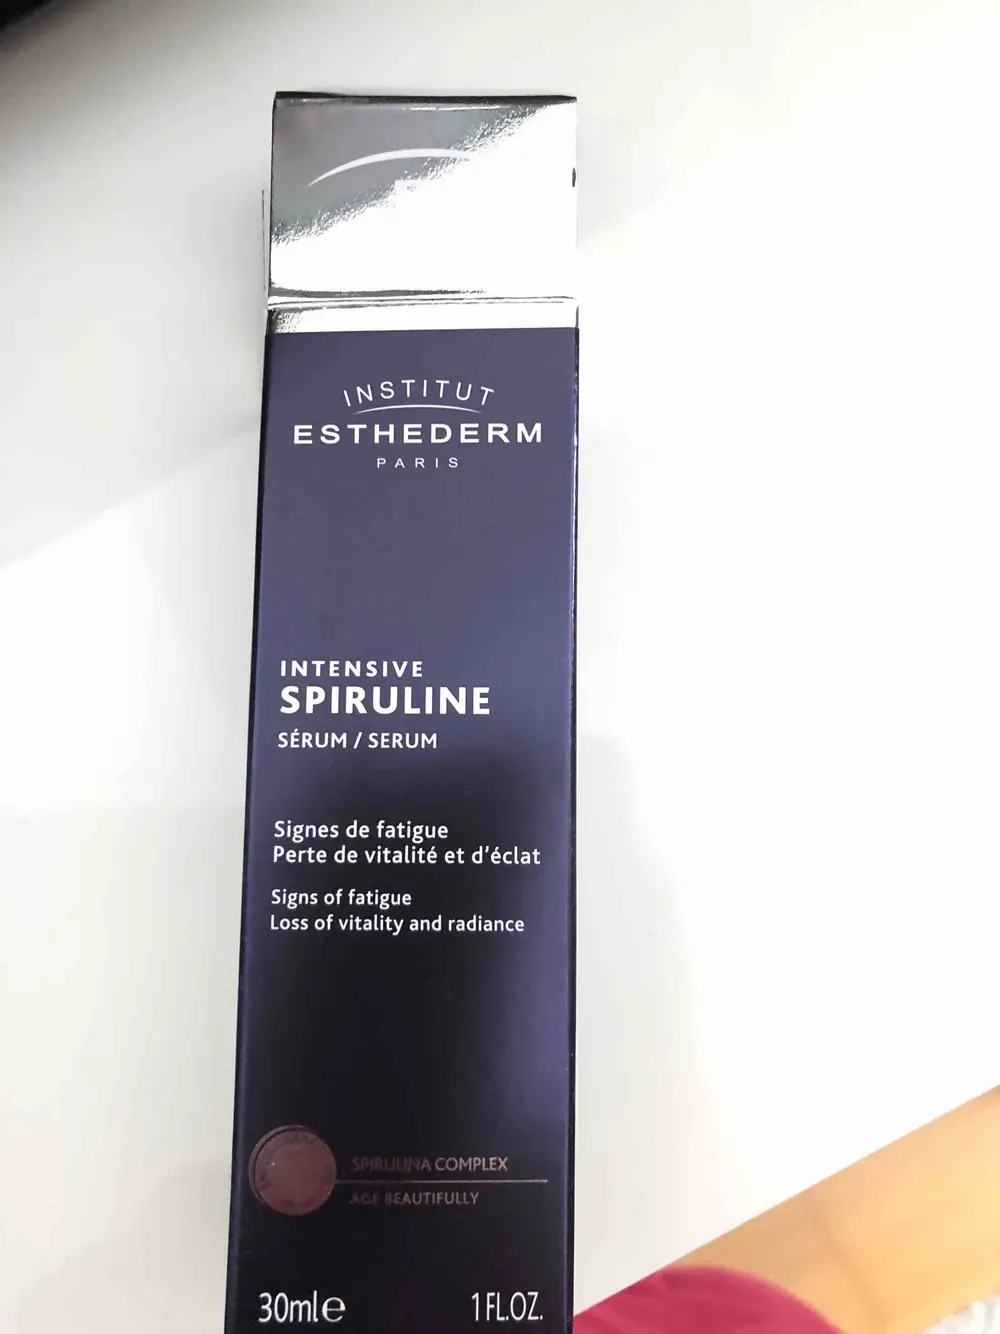 INSTITUT
ESTHEDERM
PARIS
INTENSIVE
SPIRULINE
SÉRUM / SERUM
Signes de fatigue
Perte de vitalité et d'éclat
Signs of fatigue
Loss of vitality and radiance
SPIRULINA COMPLEX
AGE BEAUTIFULLY
30ml e
1 FL.OZ.